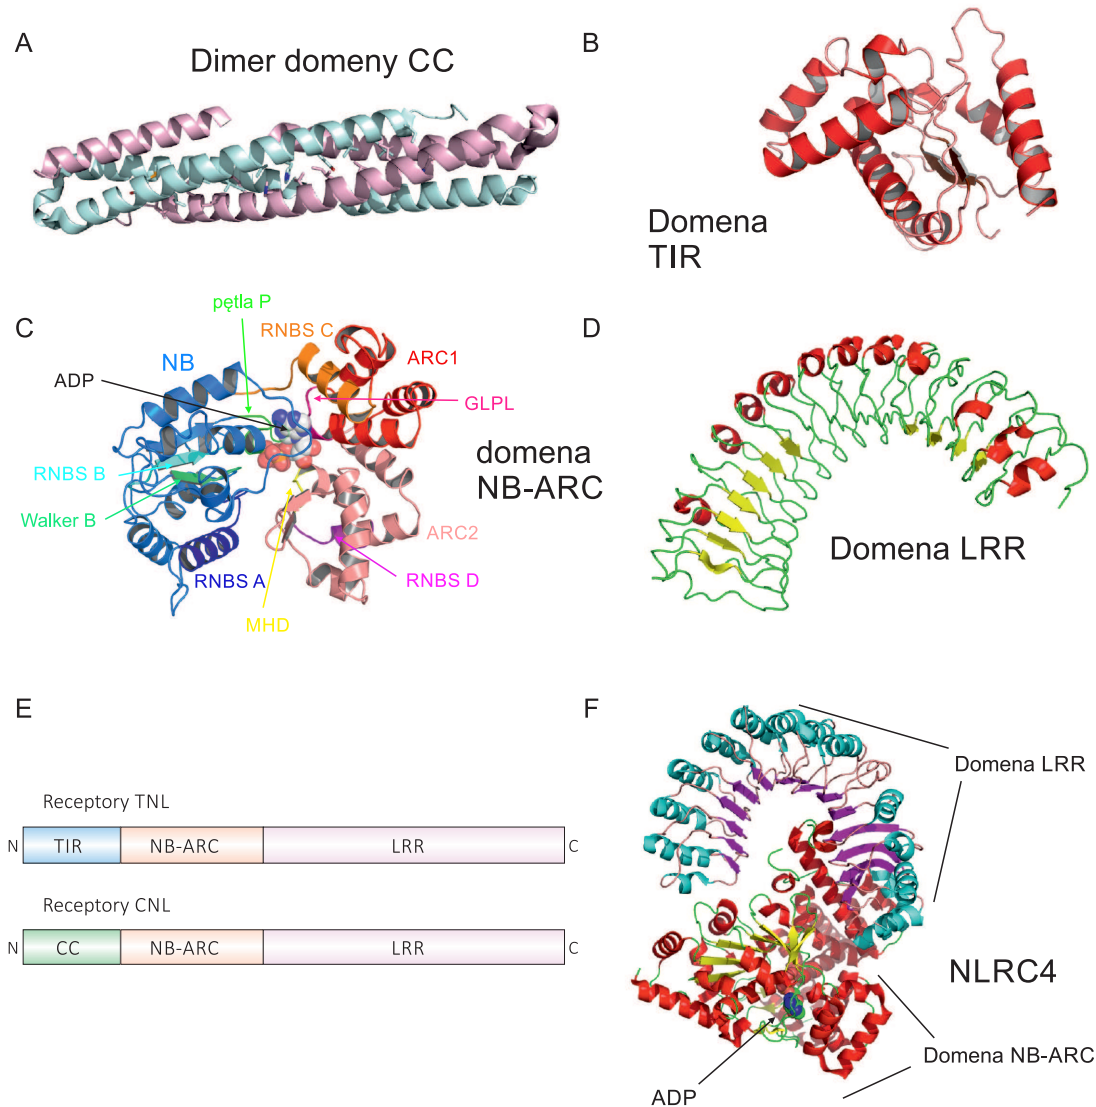 A
Dimer domeny CC
B
Domena
TIR
C
pętla P
RNBS C
NB
ARC1
ADP
GLPL
domena
NB-ARC
RNBS B
Walker B
ARC2
RNBS A
RNBS D
MHD
D
Domena LRR
E
Receptory TNL
N TIR NB-ARC LRR C
Receptory CNL
N CC NB-ARC LRR C
F
Domena LRR
NLRC4
Domena NB-ARC
ADP